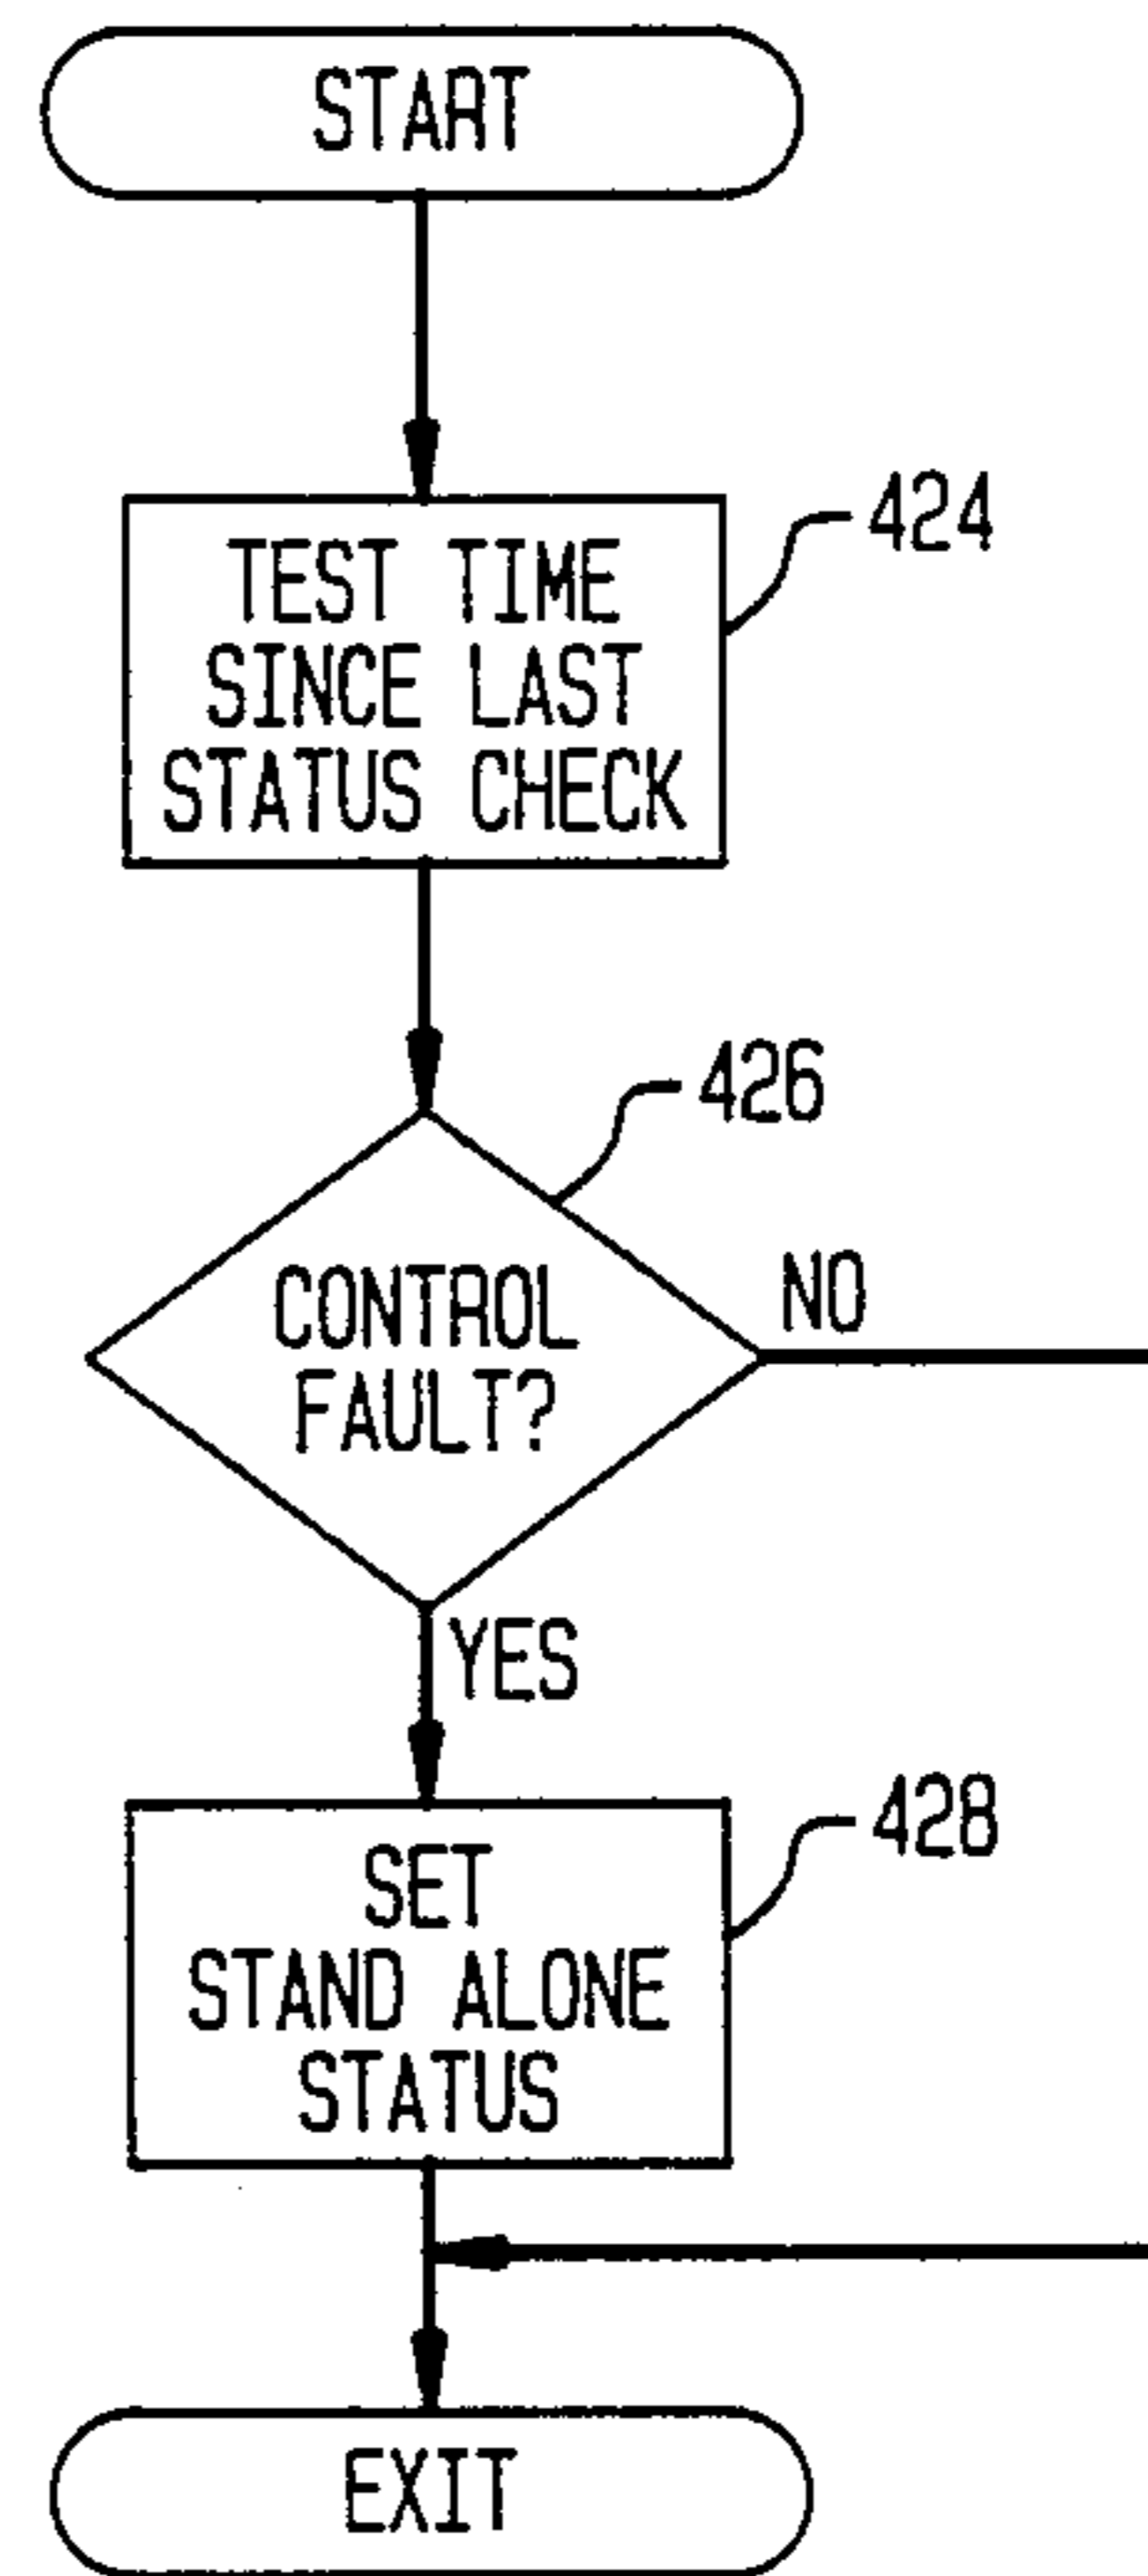 START
TEST TIME
SINCE LAST
STATUS CHECK
424
426
CONTROL
FAULT?
NO
YES
SET
STAND ALONE
STATUS
428
EXIT